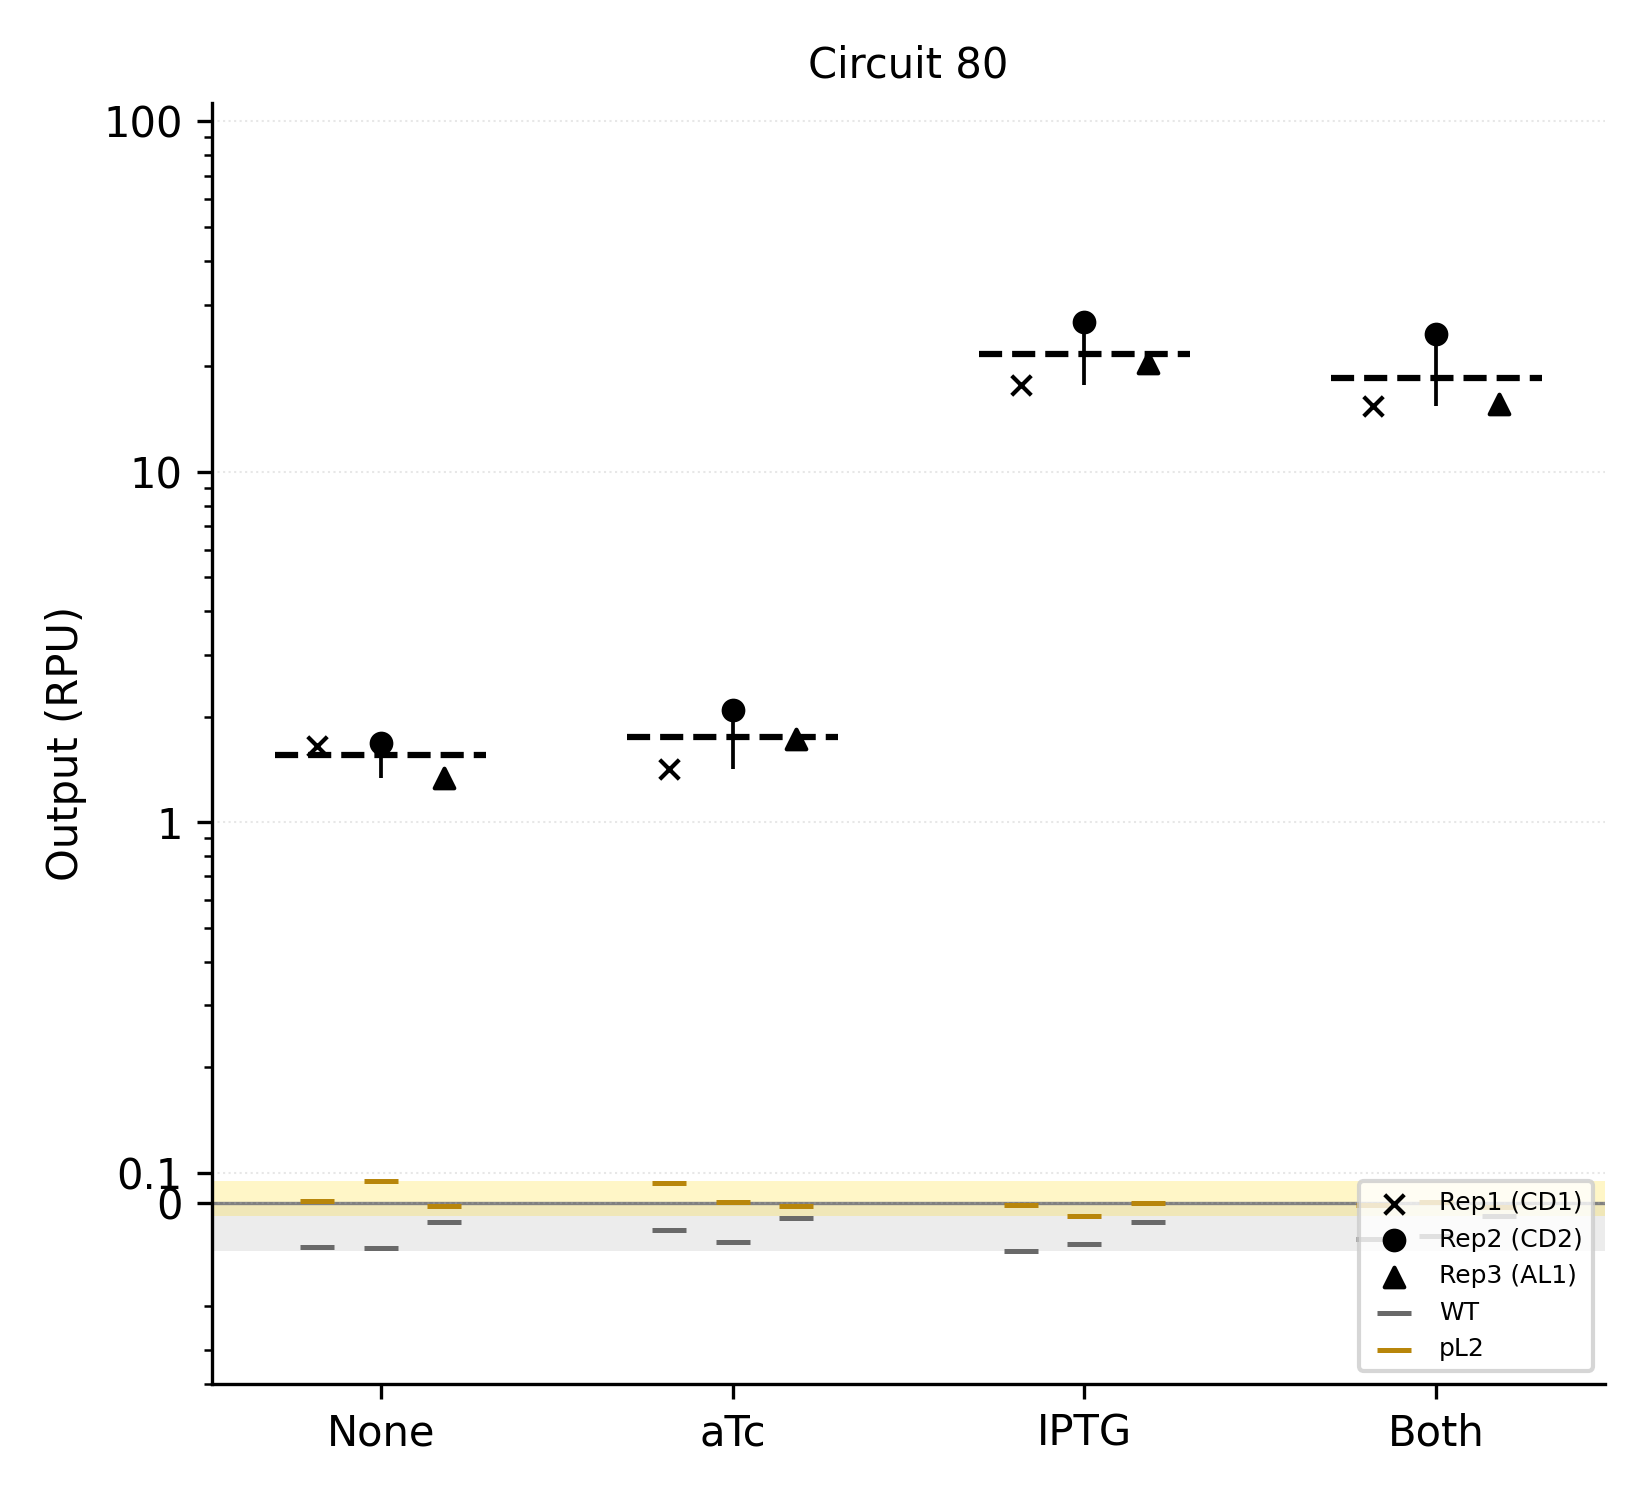 Circuit 80
100
10
1
0.1
0
Output (RPU)
None
aTc
IPTG
Both
Rep1 (CD1)
Rep2 (CD2)
Rep3 (AL1)
WT
pL2